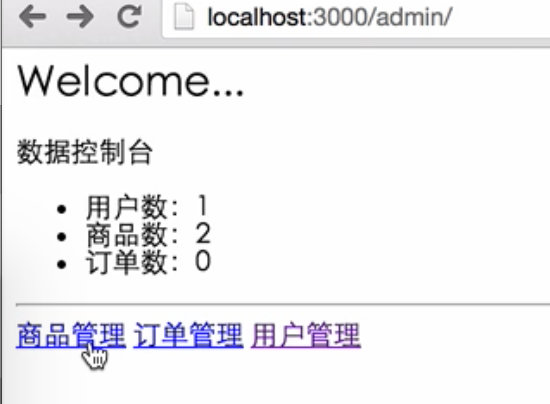 localhost:3000/admin/
Welcome...
数据控制台
用户数：1
商品数：2
订单数：0
商品管理 订单管理 用户管理